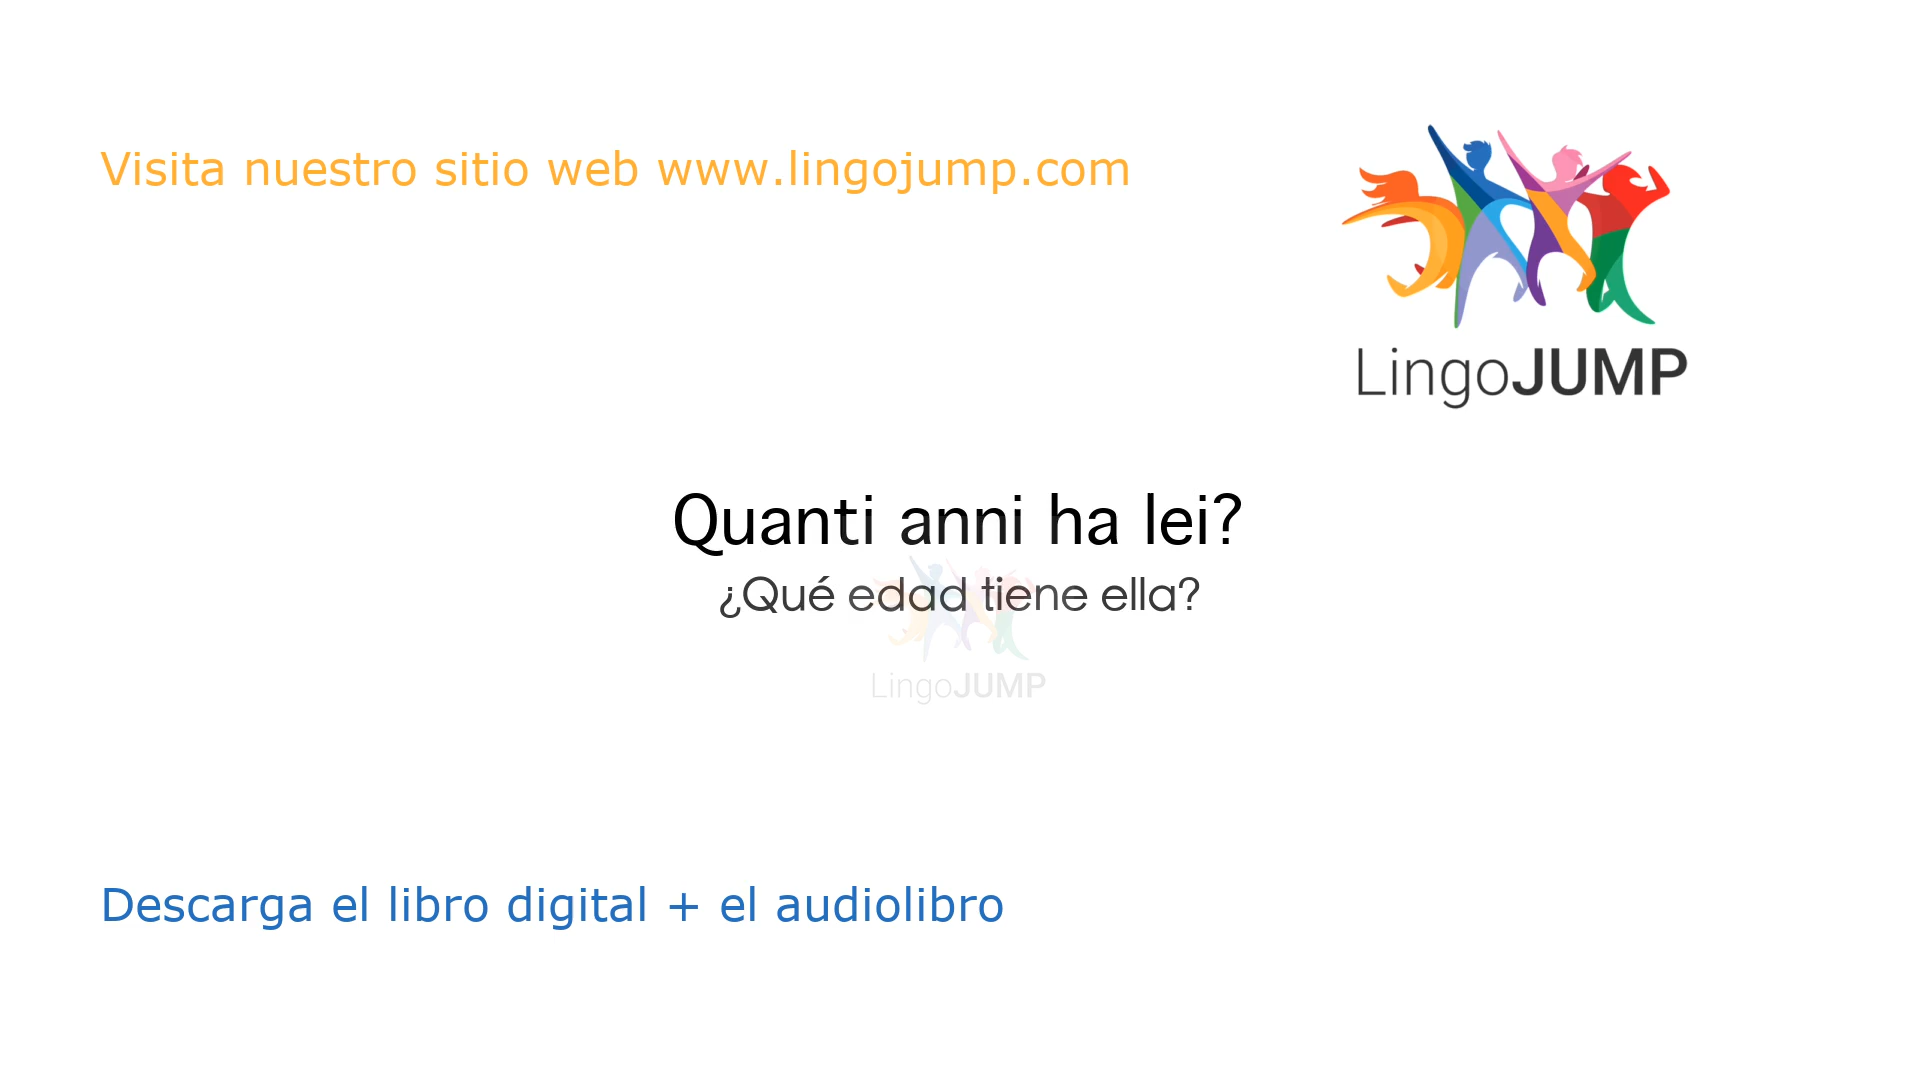 Visita nuestro sitio web www.lingojump.com
LingoJUMP
Quanti anni ha lei?
¿Qué edad tiene ella?
LingoJUMP
Descarga el libro digital + el audiolibro